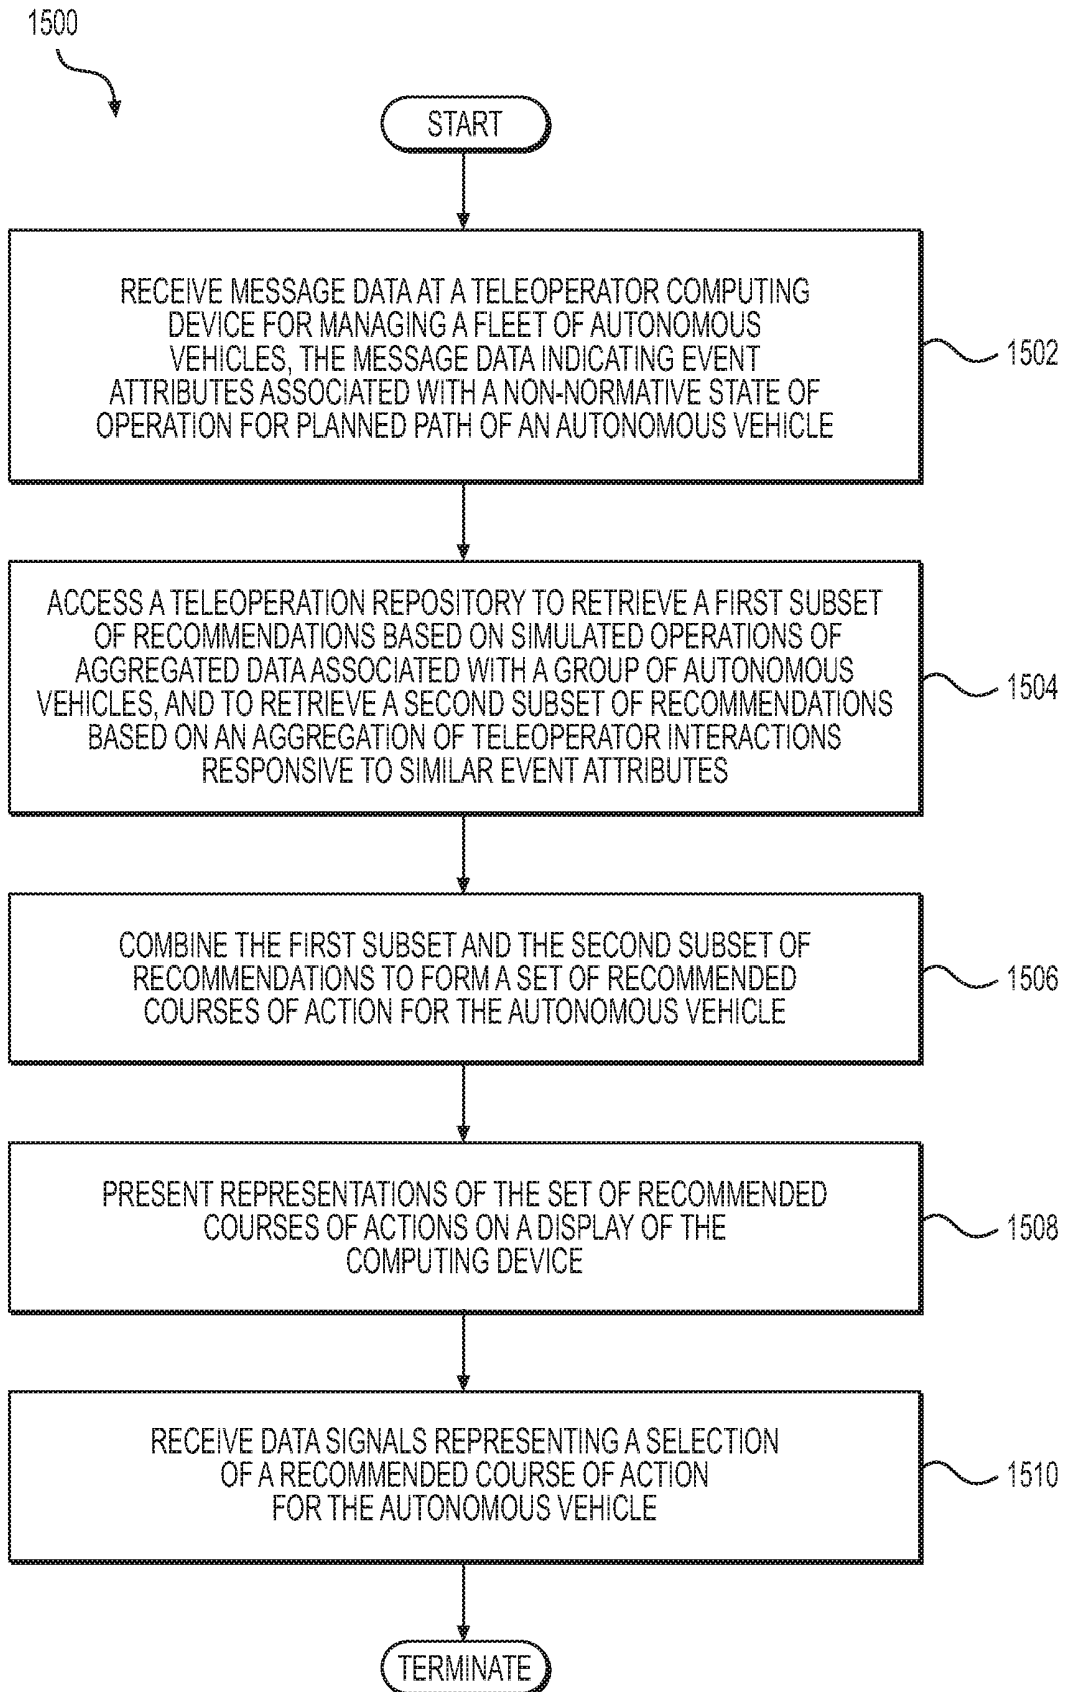 1500
START
RECEIVE MESSAGE DATA AT A TELEOPERATOR COMPUTING
DEVICE FOR MANAGING A FLEET OF AUTONOMOUS
VEHICLES, THE MESSAGE DATA INDICATING EVENT
ATTRIBUTES ASSOCIATED WITH A NON-NORMATIVE STATE OF
OPERATION FOR PLANNED PATH OF AN AUTONOMOUS VEHICLE
1502
ACCESS A TELEOPERATION REPOSITORY TO RETRIEVE A FIRST SUBSET
OF RECOMMENDATIONS BASED ON SIMULATED OPERATIONS OF
AGGREGATED DATA ASSOCIATED WITH A GROUP OF AUTONOMOUS
VEHICLES, AND TO RETRIEVE A SECOND SUBSET OF RECOMMENDATIONS
BASED ON AN AGGREGATION OF TELEOPERATOR INTERACTIONS
RESPONSIVE TO SIMILAR EVENT ATTRIBUTES
1504
COMBINE THE FIRST SUBSET AND THE SECOND SUBSET OF
RECOMMENDATIONS TO FORM A SET OF RECOMMENDED
COURSES OF ACTION FOR THE AUTONOMOUS VEHICLE
1506
PRESENT REPRESENTATIONS OF THE SET OF RECOMMENDED
COURSES OF ACTIONS ON A DISPLAY OF THE
COMPUTING DEVICE
1508
RECEIVE DATA SIGNALS REPRESENTING A SELECTION
OF A RECOMMENDED COURSE OF ACTION
FOR THE AUTONOMOUS VEHICLE
1510
TERMINATE